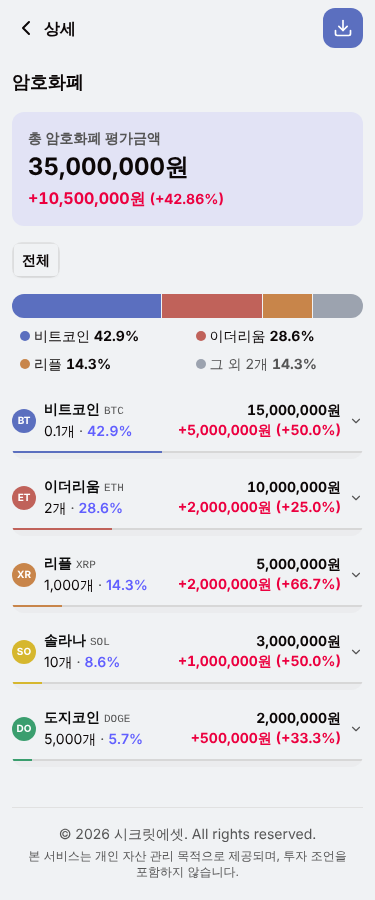 상세
암호화폐
총 암호화폐 평가금액
35,000,000원
+10,500,000원 (+42.86%)
전체
비트코인 42.9%
이더리움 28.6%
리플 14.3%
그 외 2개 14.3%
BT
비트코인 BTC
15,000,000원
0.1개 · 42.9%
+5,000,000원 (+50.0%)
ET
이더리움 ETH
10,000,000원
2개 · 28.6%
+2,000,000원 (+25.0%)
XR
리플 XRP
5,000,000원
1,000개 · 14.3%
+2,000,000원 (+66.7%)
SO
솔라나 SOL
3,000,000원
10개 · 8.6%
+1,000,000원 (+50.0%)
DO
도지코인 DOGE
2,000,000원
5,000개 · 5.7%
+500,000원 (+33.3%)
© 2026 시크릿에셋. All rights reserved.
본 서비스는 개인 자산 관리 목적으로 제공되며, 투자 조언을
포함하지 않습니다.